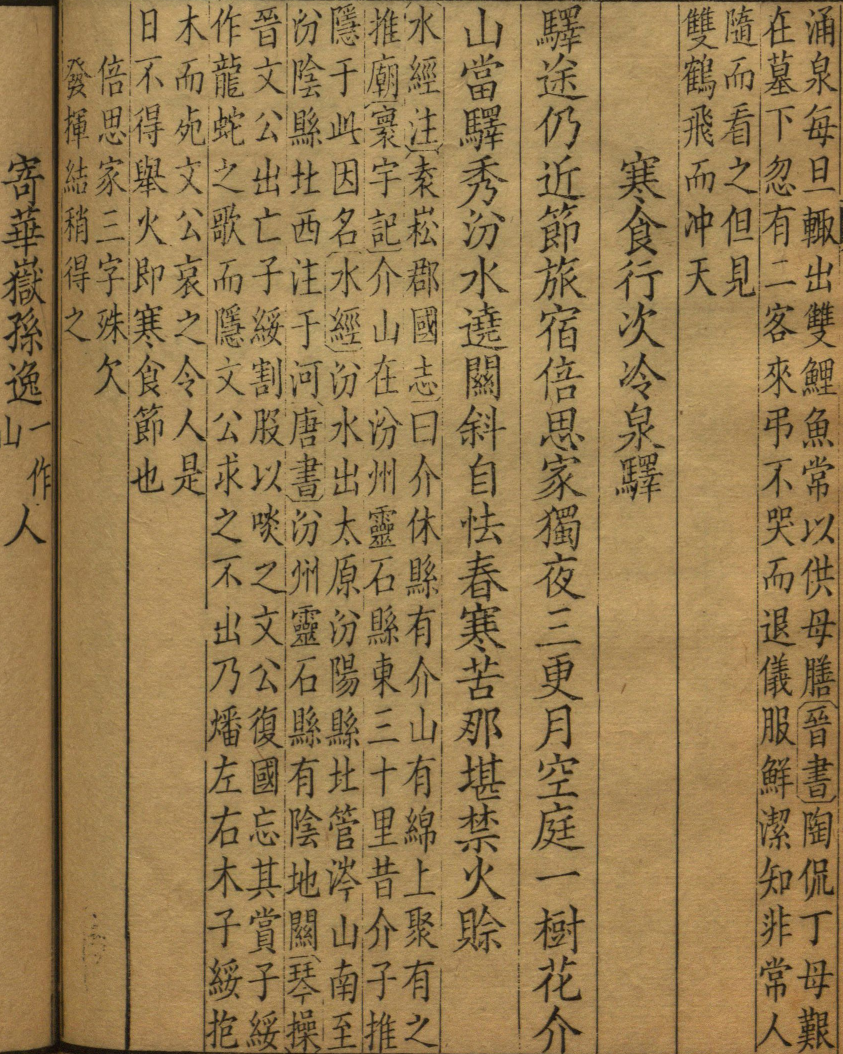 涌泉每旦輙出雙鯉魚常以供母膳晉書陶侃丁母艱
在墓下忽有二客來弔不哭而退儀服鮮潔知非常人
隨而看之但見
雙鶴飛而冲天
寒食行次冷泉驛
驛途仍近節旅宿倍思家獨夜三更月空庭一樹花介
山當驛秀汾水遶關斜自怯春寒苦那堪禁火賒
水經注袁崧郡國志曰介休縣有介山有綿上聚有之
推廟寰宇記介山在汾州靈石縣東三十里昔介子推
隱于此因名水經汾水出太原汾陽縣北管涔山南至
汾陰縣北西注于河唐書汾州靈石縣有陰地關琴操
晉文公出亡子綏割股以啖之文公復國忘其賞子綏
作龍蛇之歌而隱文公求之不出乃燔左右木子綏抱
木而死文公哀之令人是
日不得舉火即寒食節也
倍思家三字殊欠
發揮結稍得之
寄華嶽孫逸一作
山人